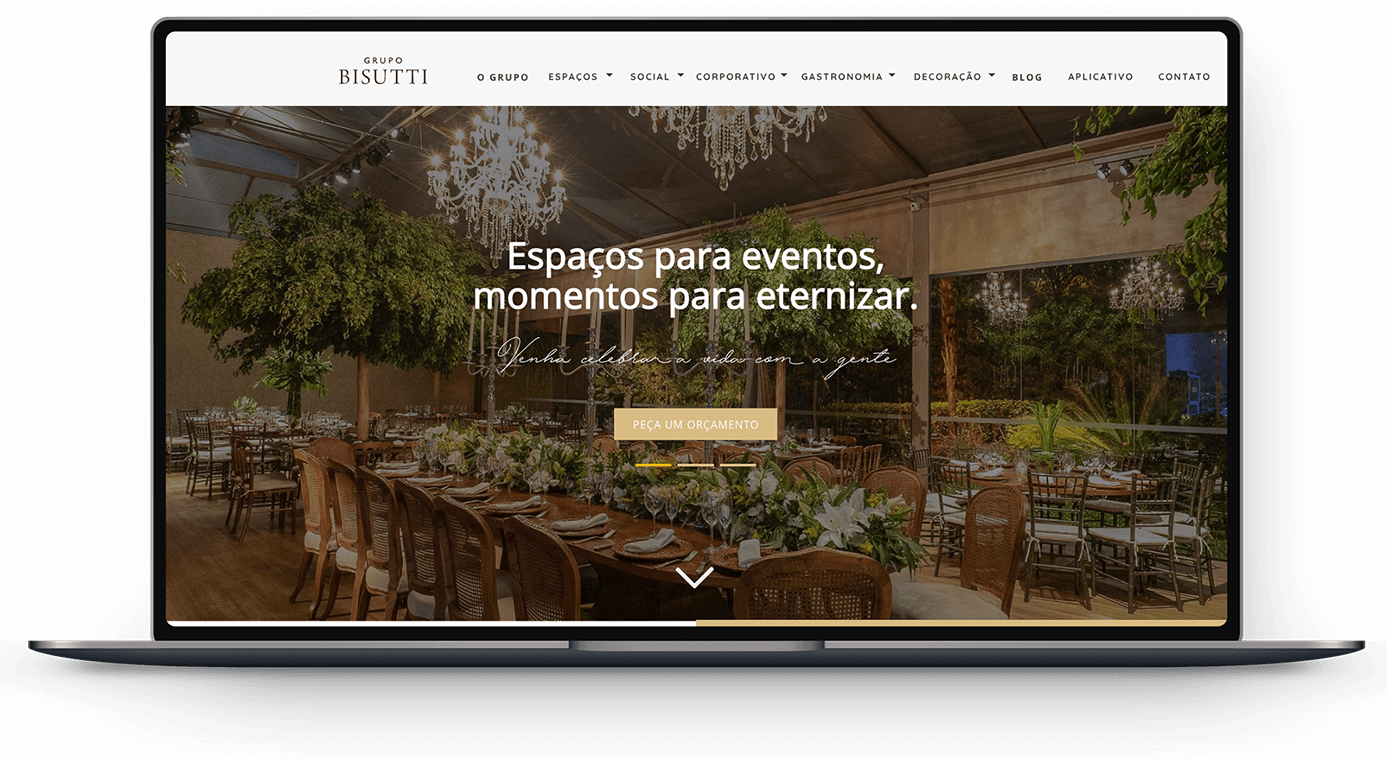 GRUPO
BISUTTI
O GRUPO ESPAÇOS SOCIAL CORPORATIVO GASTRONOMIA DECORAÇÃO BLOG APLICATIVO CONTATO
Espaços para eventos,
momentos para eternizar.
Venha celebrar a vida com a gente
PEÇA UM ORÇAMENTO